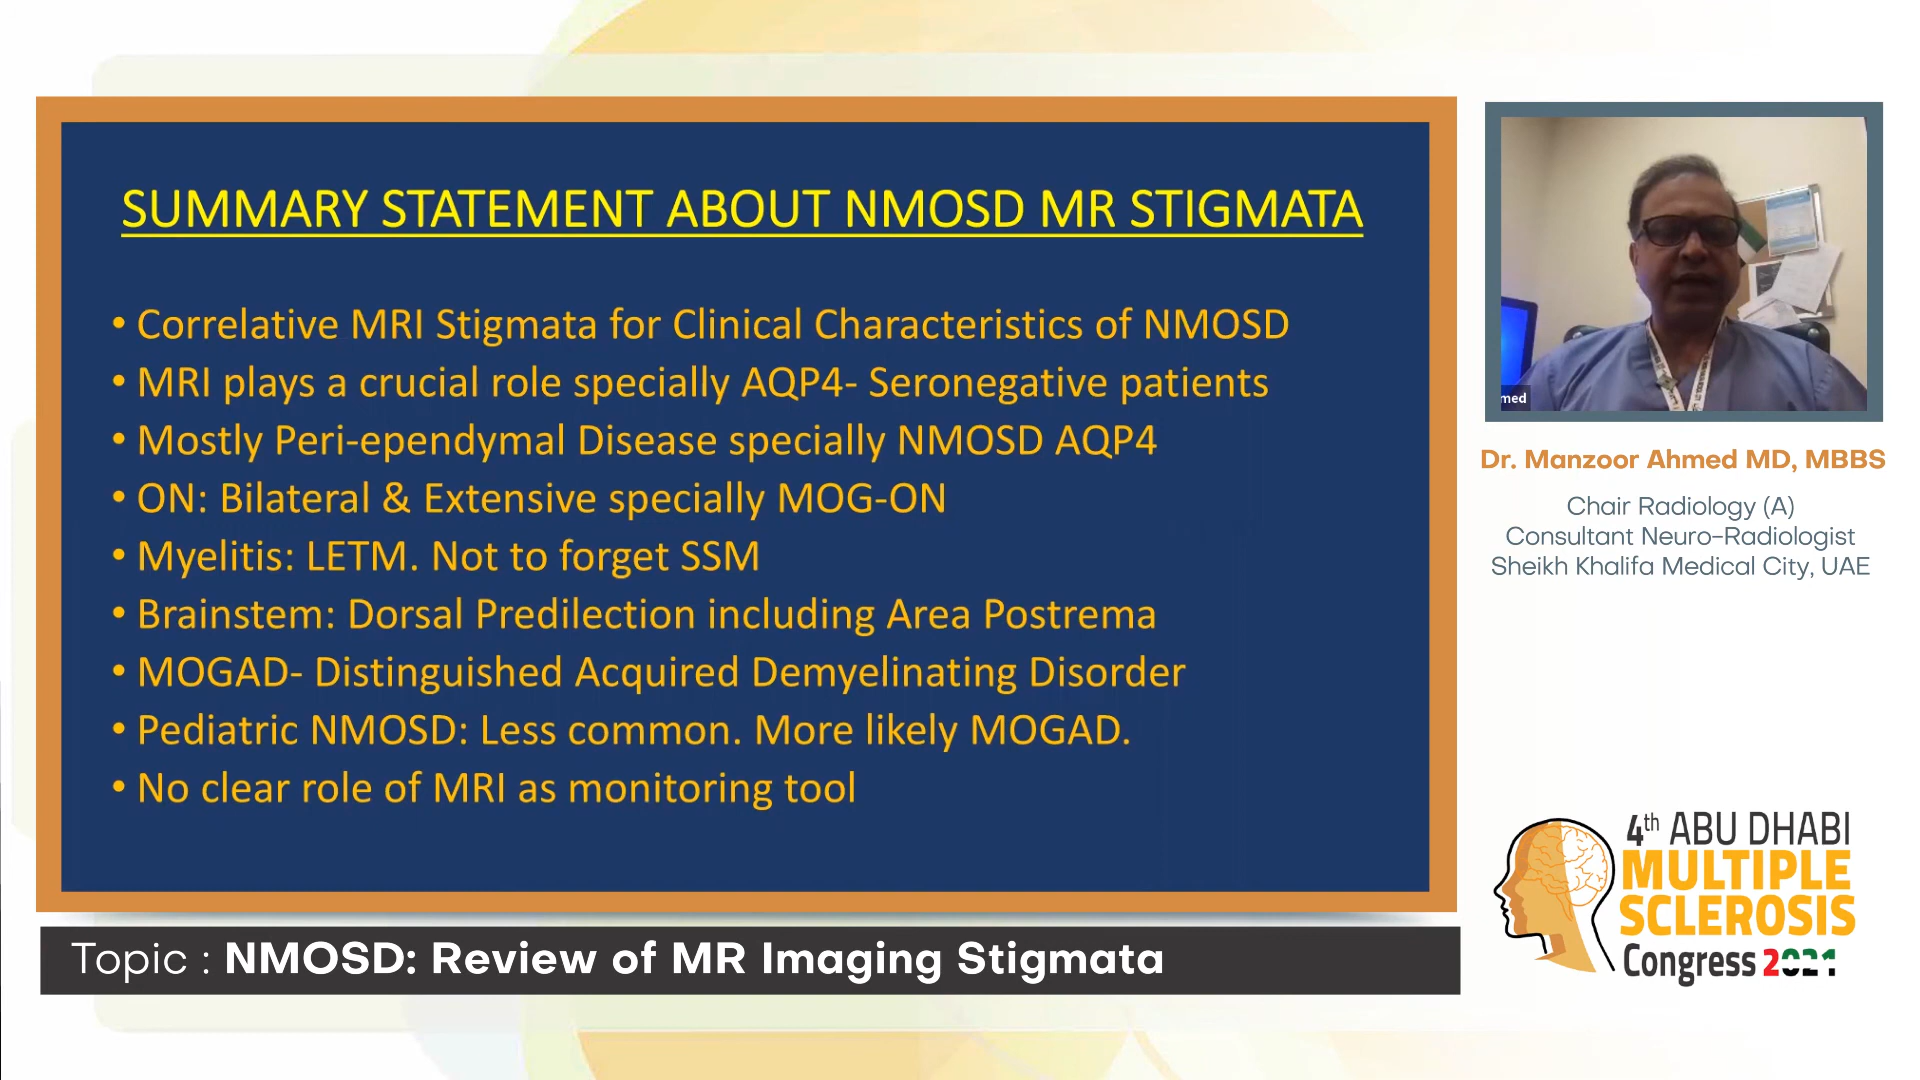 SUMMARY STATEMENT ABOUT NMOSD MR STIGMATA
• Correlative MRI Stigmata for Clinical Characteristics of NMOSD
• MRI plays a crucial role specially AQP4- Seronegative patients
• Mostly Peri-ependymal Disease specially NMOSD AQP4
• ON: Bilateral & Extensive specially MOG-ON
• Myelitis: LETM. Not to forget SSM
• Brainstem: Dorsal Predilection including Area Postrema
• MOGAD- Distinguished Acquired Demyelinating Disorder
• Pediatric NMOSD: Less common. More likely MOGAD.
• No clear role of MRI as monitoring tool
Topic : NMOSD: Review of MR Imaging Stigmata
med
Dr. Manzoor Ahmed MD, MBBS
Chair Radiology (A)
Consultant Neuro-Radiologist
Sheikh Khalifa Medical City, UAE
4th ABU DHABI
MULTIPLE
SCLEROSIS
Congress 2021